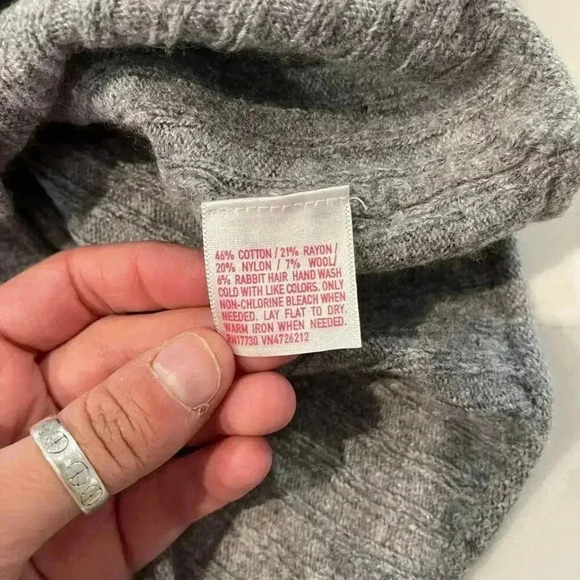 46% COTTON / 21% RAYON /
20% NYLON / 7% WOOL/
6% RABBIT HAIR HAND WASH
COLD WITH LIKE COLORS. ONLY
NON-CHLORINE BLEACH WHEN
NEEDED. LAY FLAT TO DRY.
WARM IRON WHEN NEEDED.
RN17730 VN4726212